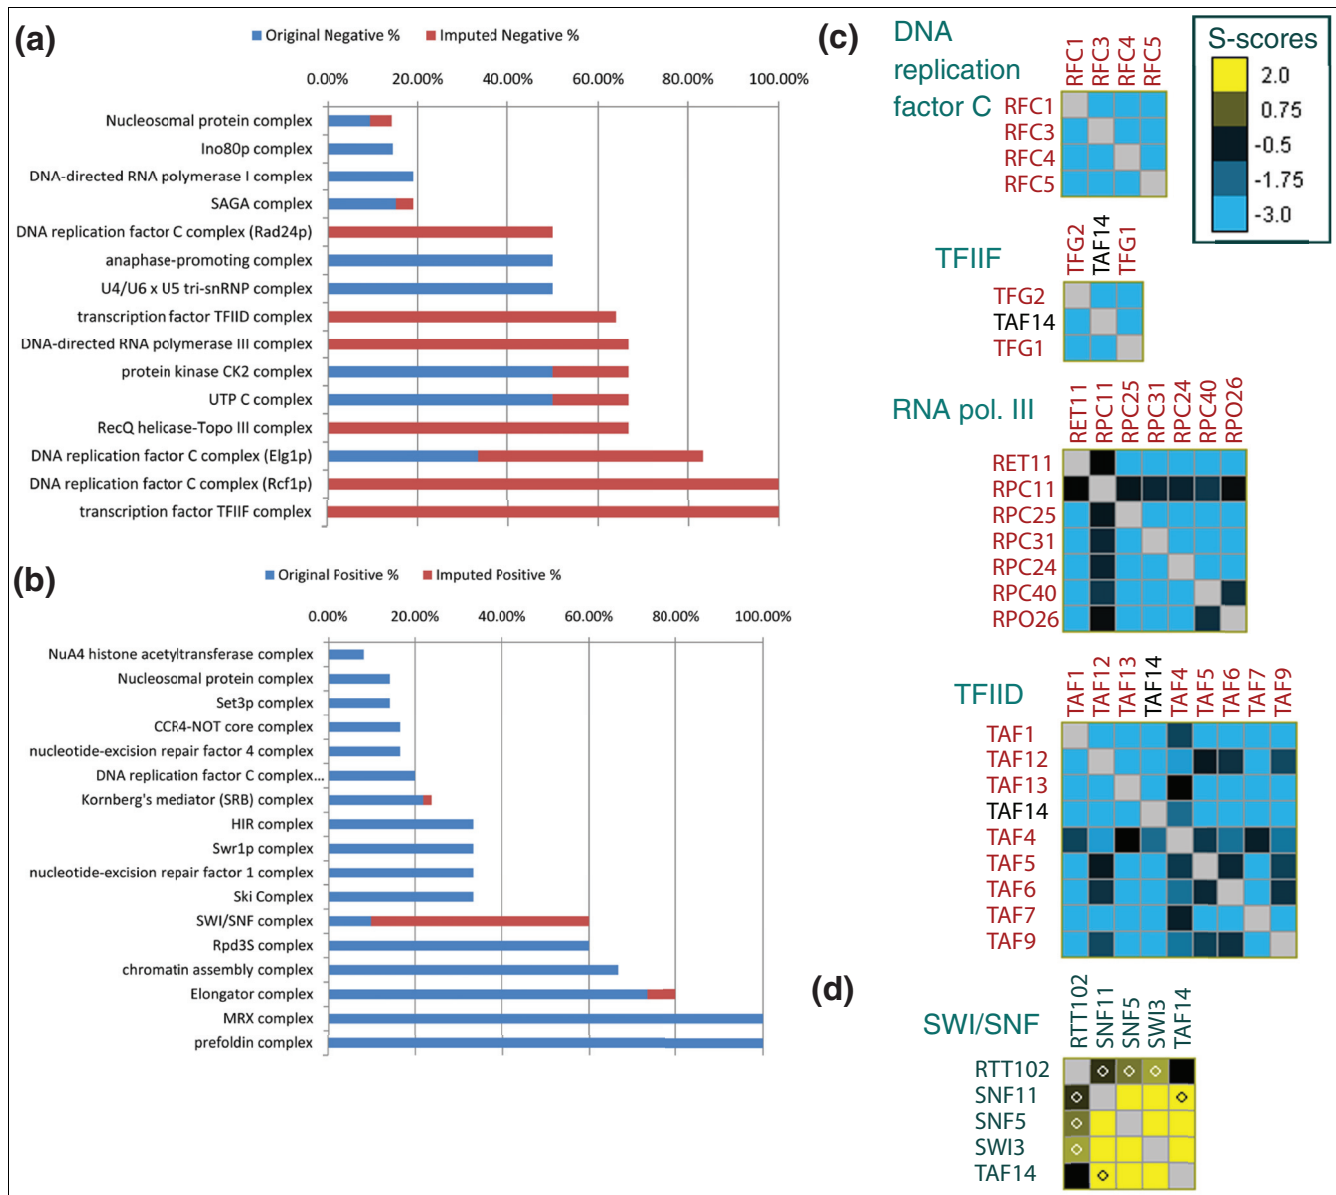 (a)
Original Negative % Imputed Negative %
0.00% 20.00% 40.00% 60.00% 80.00% 100.00%
Nucleosomal protein complex
Ino80p complex
DNA-directed RNA polymerase I complex
SAGA complex
DNA replication factor C complex (Rad24p)
anaphase-promoting complex
U4/U6 x U5 tri-snRNP complex
transcription factor TFIID complex
DNA-directed RNA polymerase III complex
protein kinase CK2 complex
UTP C complex
RecQ helicase-Topo III complex
DNA replication factor C complex (Elg1p)
DNA replication factor C complex (Rcf1p)
transcription factor TFIIF complex
(b)
Original Positive % Imputed Positive %
0.00% 20.00% 40.00% 60.00% 80.00% 100.00%
NuA4 histone acetyltransferase complex
Nucleosomal protein complex
Set3p complex
CCR4-NOT core complex
nucleotide-excision repair factor 4 complex
DNA replication factor C complex...
Kornberg's mediator (SRB) complex
HIR complex
Swr1p complex
nucleotide-excision repair factor 1 complex
Ski Complex
SWI/SNF complex
Rpd3S complex
chromatin assembly complex
Elongator complex
MRX complex
prefoldin complex
(c)
DNA
replication
factor C
RFC1 RFC3 RFC4 RFC5
RFC1
RFC3
RFC4
RFC5
S-scores
2.0
0.75
-0.5
-1.75
-3.0
TFIIF
TFG2 TAF14 TFG1
TFG2
TAF14
TFG1
RNA pol. III
RET11 RPC11 RPC25 RPC31 RPC24 RPC40 RPO26
RET11
RPC11
RPC25
RPC31
RPC24
RPC40
RPO26
TFIID
TAF1 TAF12 TAF13 TAF14 TAF4 TAF5 TAF6 TAF7 TAF9
TAF1
TAF12
TAF13
TAF14
TAF4
TAF5
TAF6
TAF7
TAF9
(d)
SWI/SNF
RTT102 SNF11 SNF5 SWI3 TAF14
RTT102
SNF11
SNF5
SWI3
TAF14